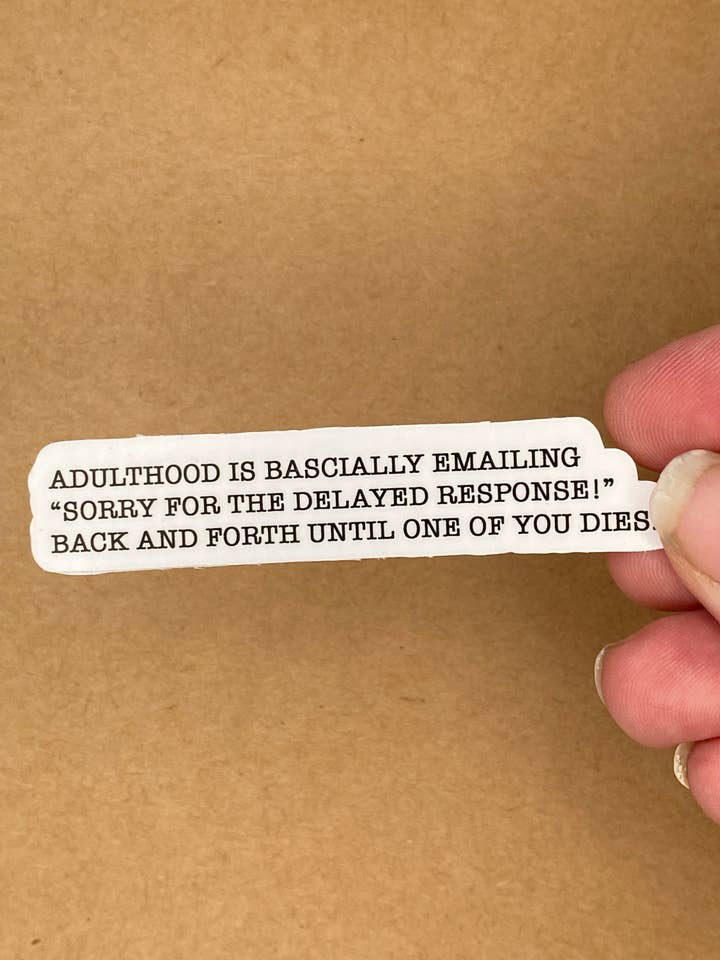 ADULTHOOD IS BASCIALLY EMAILING
“SORRY FOR THE DELAYED RESPONSE!”
BACK AND FORTH UNTIL ONE OF YOU DIES.